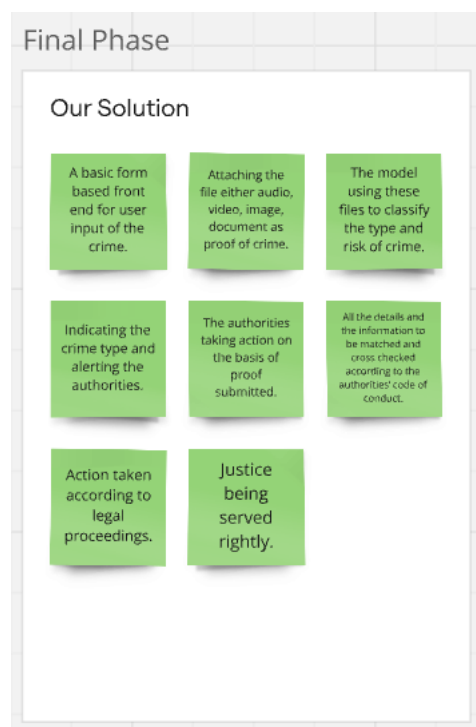 Final Phase
Our Solution
A basic form
based front
end for user
input of the
crime.
Attaching the
file either audio,
video, image,
document as
proof of crime.
The model
using these
files to classify
the type and
risk of crime.
Indicating the
crime type and
alerting the
authorities.
The authorities
taking action on
the basis of
proof
submitted.
All the details and
the information to
be matched and
cross checked
according to the
authorities' code of
conduct.
Action taken
according to
legal
proceedings.
Justice
being
served
rightly.